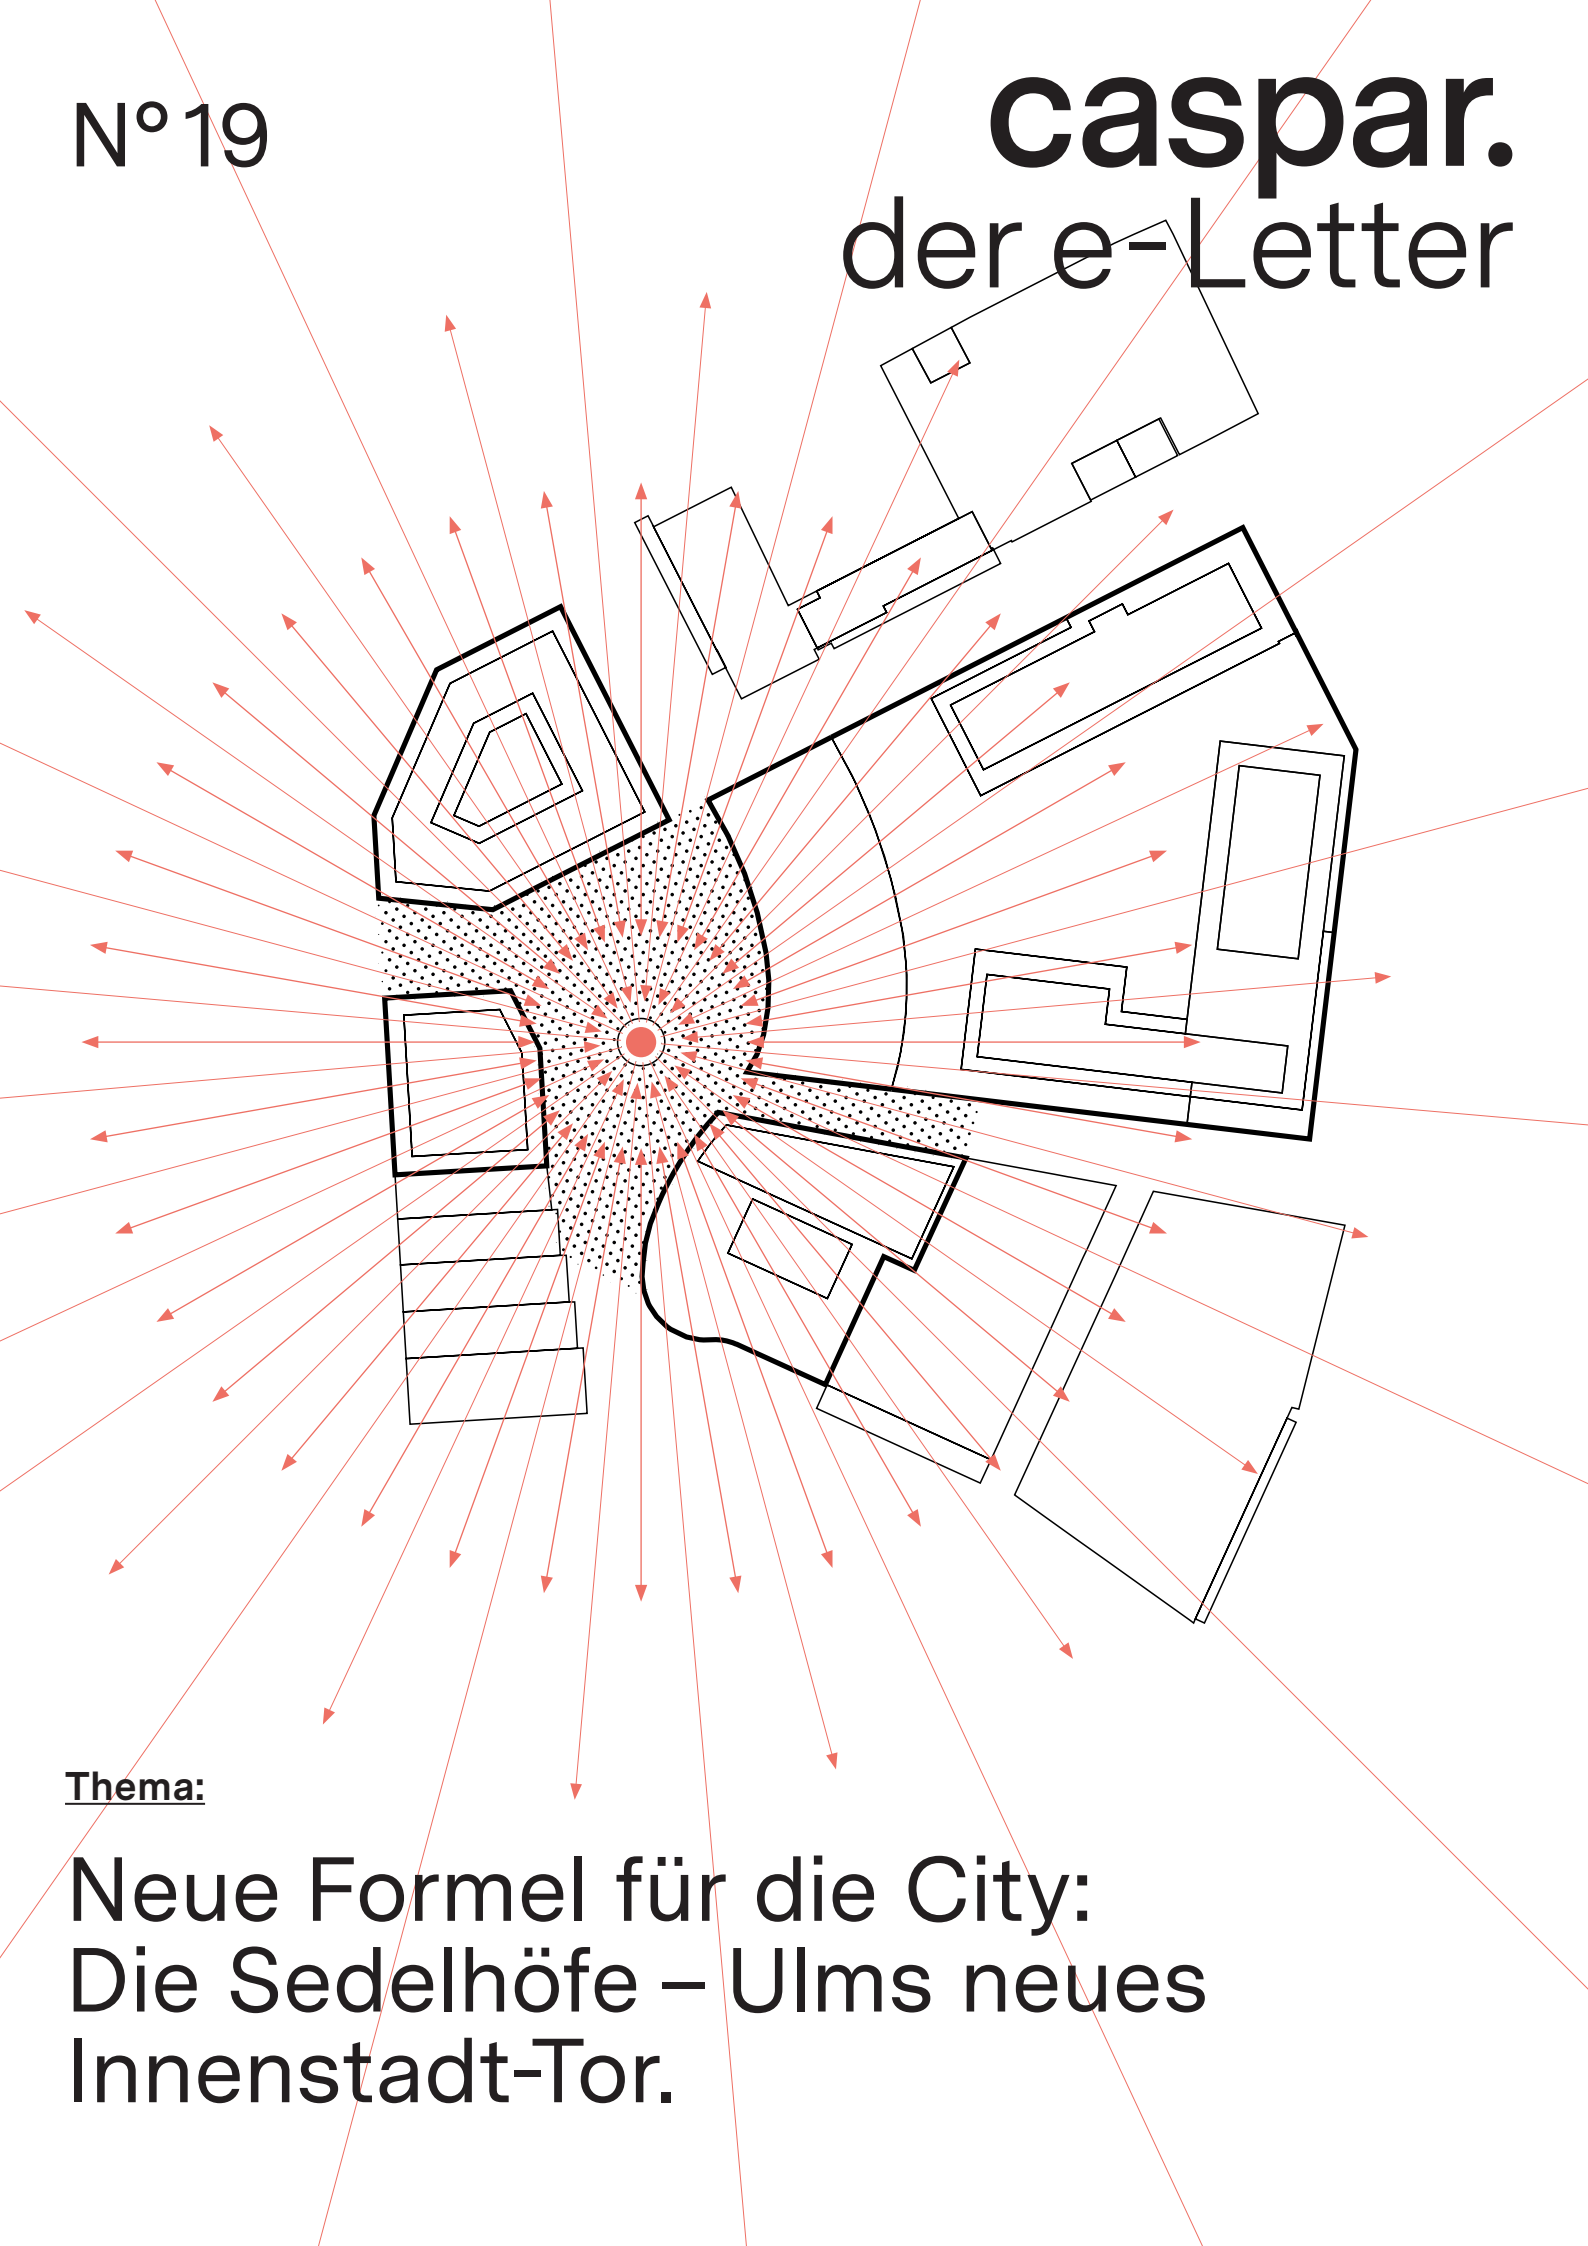 N° 19
caspar.
der e-Letter
Thema:
Neue Formel für die City:
Die Sedelhöfe – Ulms neues
Innenstadt-Tor.